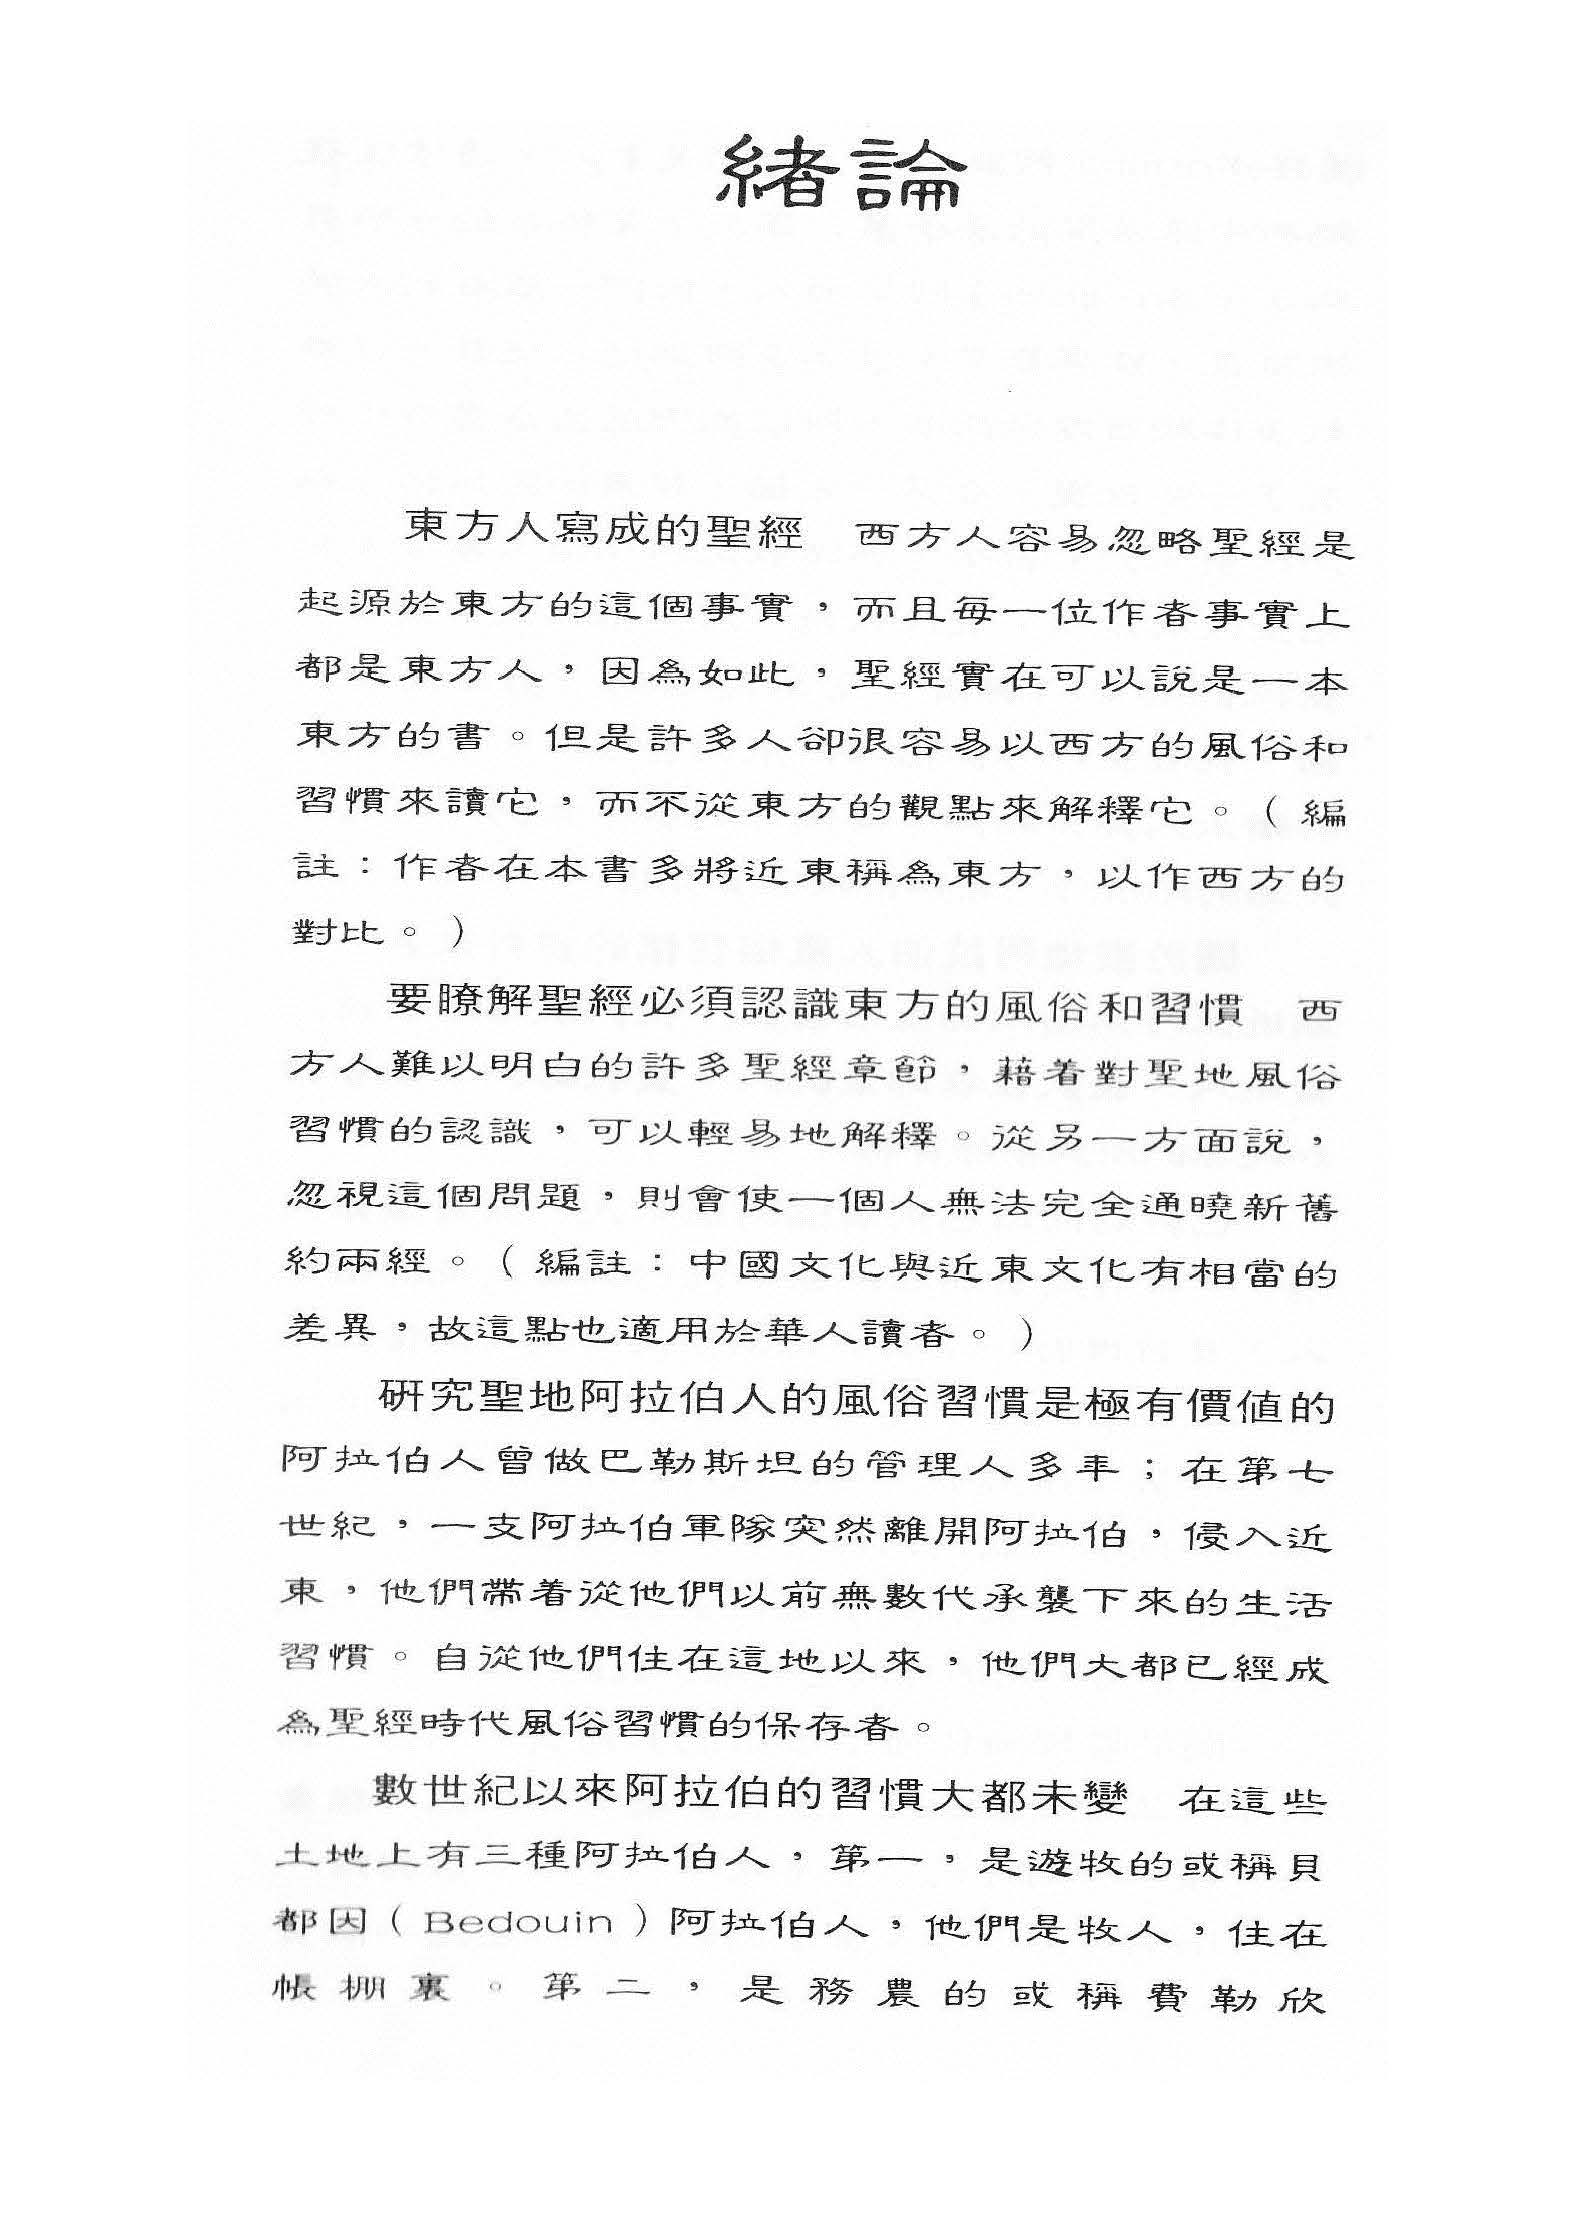 緒論
東方人寫成的聖經　西方人容易忽略聖經是
起源於東方的這個事實，而且每一位作者事實上
都是東方人，因為如此，聖經實在可以說是一本
東方的書。但是許多人卻很容易以西方的風俗和
習慣來讀它，而不從東方的觀點來解釋它。（編
註：作者在本書多將近東稱為東方，以作西方的
對比。）
要瞭解聖經必須認識東方的風俗和習慣　西
方人難以明白的許多聖經章節，藉着對聖地風俗
習慣的認識，可以輕易地解釋。從另一方面說，
忽視這個問題，則會使一個人無法完全通曉新舊
約兩經。（編註：中國文化與近東文化有相當的
差異，故這點也適用於華人讀者。）
研究聖地阿拉伯人的風俗習慣是極有價值的
阿拉伯人曾做巴勒斯坦的管理人多年；在第七
世紀，一支阿拉伯軍隊突然離開阿拉伯，侵入近
東，他們帶着從他們以前無數代承襲下來的生活
習慣。自從他們住在這地以來，他們大都已經成
為聖經時代風俗習慣的保存者。
數世紀以來阿拉伯的習慣大都未變　在這些
土地上有三種阿拉伯人，第一，是遊牧的或稱貝
都因（Bedouin）阿拉伯人，他們是牧人，住在
帳棚裏。第二，是務農的或稱費勒欣